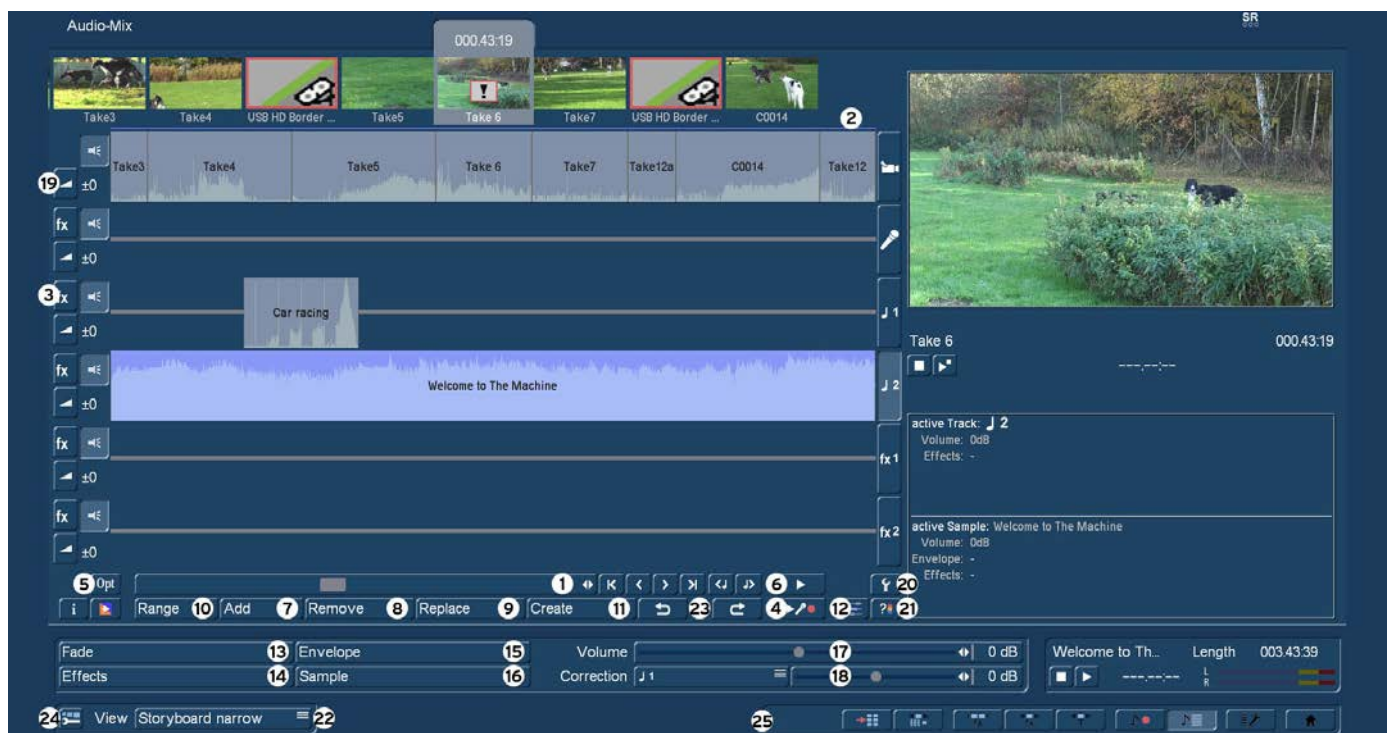 Audio-Mix
SR
000.43:19
Take3 Take4 USB HD Border ... Take5 Take 6 Take7 USB HD Border ... C0014
2
Take3 Take4 Take5 Take 6 Take7 Take12a C0014 Take12
19 ±0
fx
±0
3 fx
Car racing
1
±0
Take 6 000.43:19
fx
Welcome to The Machine
2
---.--:--
±0
active Track: 2
Volume: 0dB
Effects: -
fx
fx 1
±0
fx
fx 2
active Sample: Welcome to The Machine
Volume: 0dB
Envelope: -
Effects: -
±0
5 Opt 1 6 20
i Range 10 Add 7 Remove 8 Replace 9 Create 11 23 4 12 ? 21
Fade 13 Envelope 15 Volume 17 0 dB
Effects 14 Sample 16 Correction 1 18 0 dB
Welcome to Th... Length 003.43:39
---.--:-- L
R
24 View Storyboard narrow 22 25